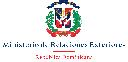 Ministerio de Relaciones Exteriores
República Dominicana